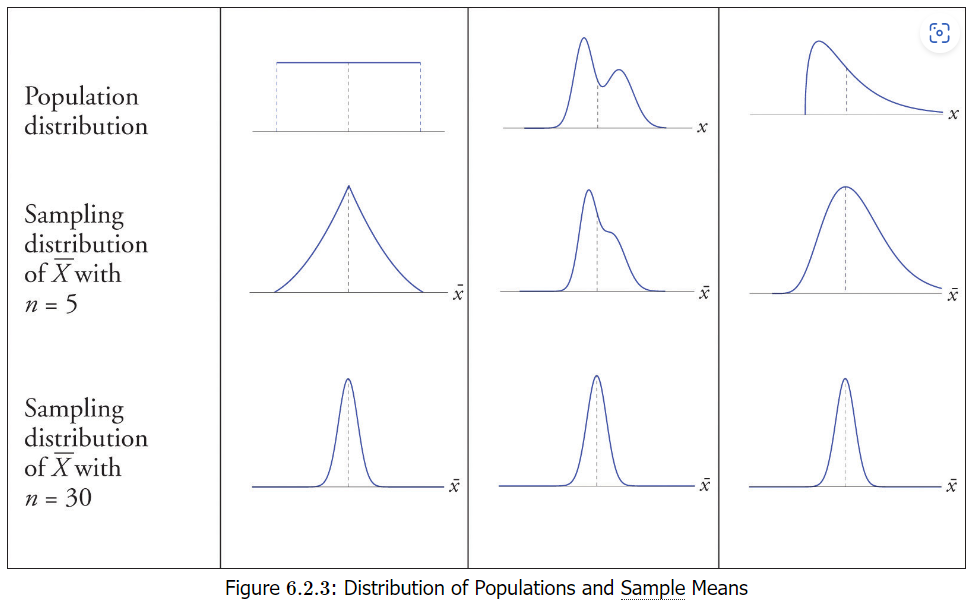 Population
distribution
x
x
Sampling
distribution
of X̅ with
n = 5
x̄
x̄
x̄
Sampling
distribution
of X̅ with
n = 30
x̄
x̄
x̄
Figure 6.2.3: Distribution of Populations and Sample Means